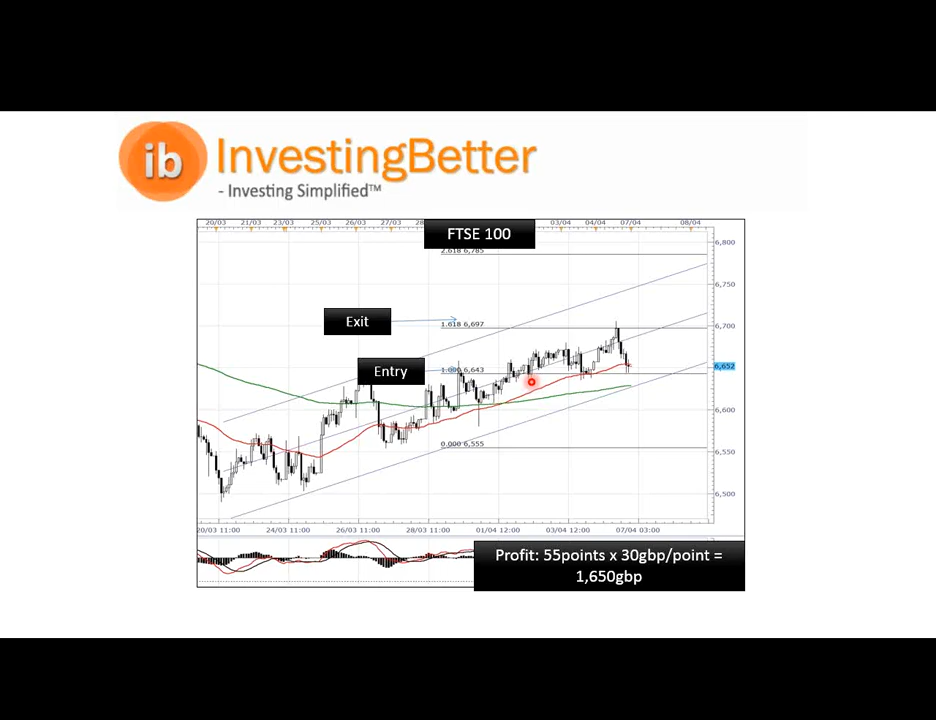 ib
InvestingBetter
- Investing Simplified™
20/03 21/03 23/03 25/03 26/03 27/03 03/04 04/04 07/04 08/04
FTSE 100
6,800
2.618 6,785
6,750
Exit
1.618 6,697
6,700
Entry
1.000 6,643
6,652
6,600
0.000 6,555
6,550
6,500
20/03 11:00 24/03 11:00 26/03 11:00 28/03 11:00 01/04 12:00 03/04 12:00 07/04 03:00
Profit: 55points x 30gbp/point =
1,650gbp